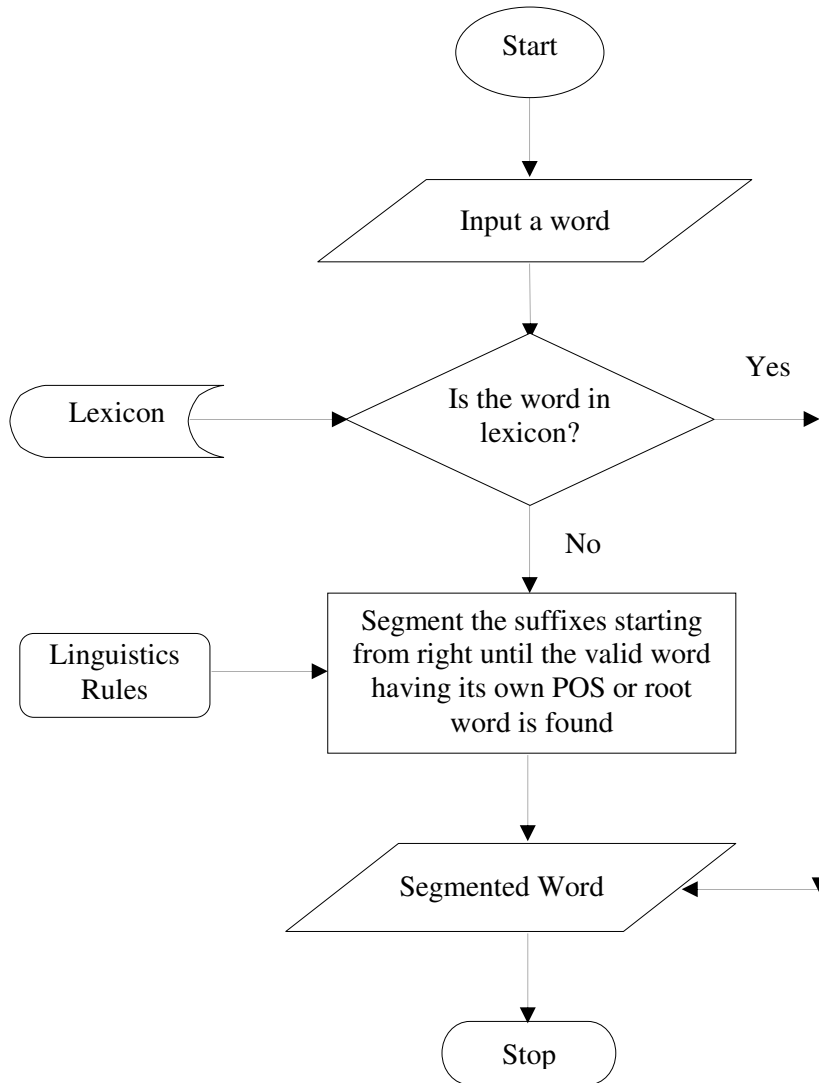 Start
Input a word
Lexicon
Is the word in
lexicon?
Yes
No
Linguistics
Rules
Segment the suffixes starting
from right until the valid word
having its own POS or root
word is found
Segmented Word
Stop